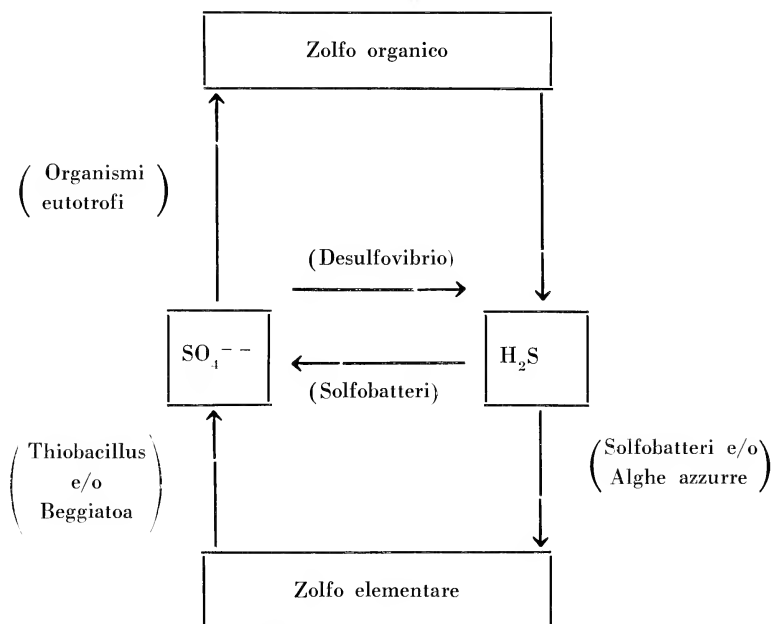 Zolfo organico
( Organismi
eutotrofi )
(Desulfovibrio)
SO₄⁻ ⁻
H₂S
(Solfobatteri)
( Thiobacillus
e/o
Beggiatoa )
( Solfobatteri e/o
Alghe azzurre )
Zolfo elementare